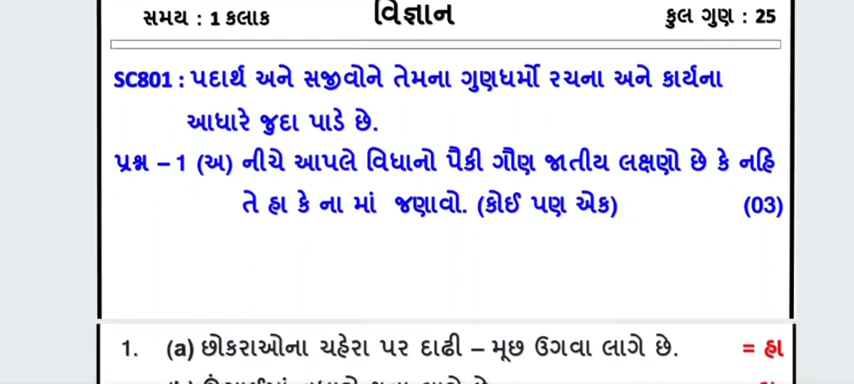 સમય : 1 કલાક વિજ્ઞાન કુલ ગુણ : 25
SC801 : પદાર્થ અને સજીવોને તેમના ગુણધર્મો રચના અને કાર્યના
આધારે જુદા પાડે છે.
પ્રશ્ન – 1 (અ) નીચે આપલે વિધાનો પૈકી ગૌણ જાતીય લક્ષણો છે કે નહિ
તે હા કે ના માં જણાવો. (કોઈ પણ એક) (03)
1. (a) છોકરાઓના ચહેરા પર દાઢી – મૂછ ઉગવા લાગે છે. = હા